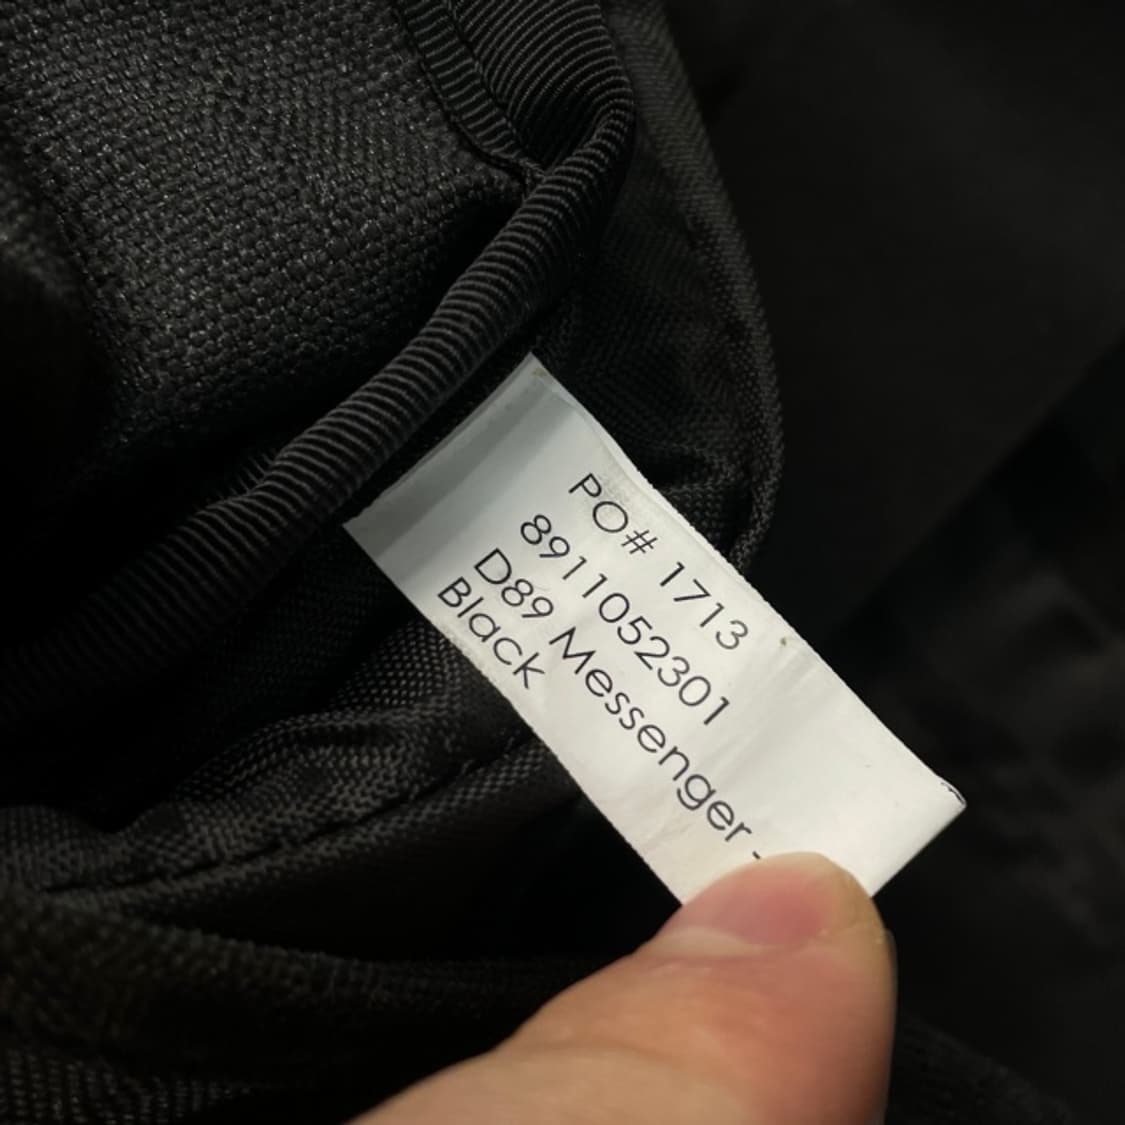 PO# 1713
8911052301
D89 Messenger -
Black